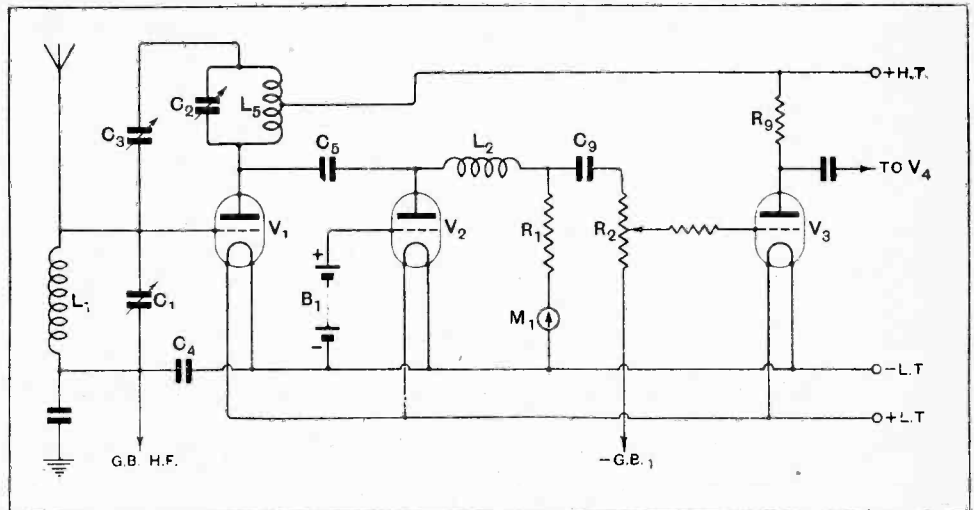 +H.T.
C2
L5
C3
R9
C5
L2
C9
TO V4
V1
V2
R1
R2
V3
L1
C1
+
B1
−
M1
C4
−L.T
+L.T
G.B. H.F.
−G.B.1